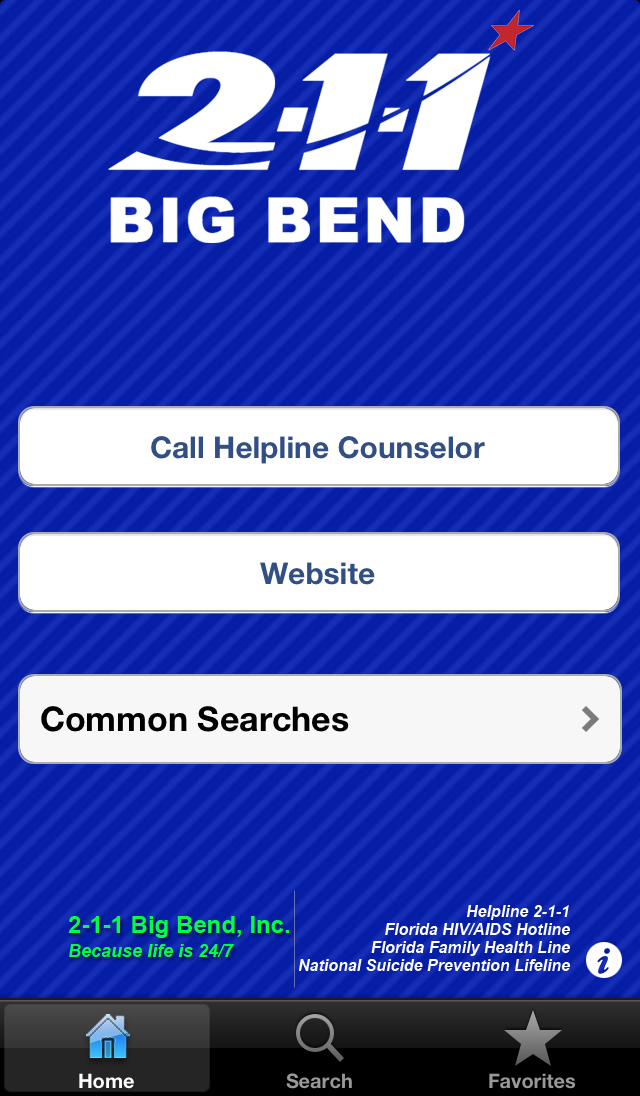 2-1-1
BIG BEND
Call Helpline Counselor
Website
Common Searches
2-1-1 Big Bend, Inc.
Because life is 24/7
Helpline 2-1-1
Florida HIV/AIDS Hotline
Florida Family Health Line
National Suicide Prevention Lifeline
i
Home
Search
Favorites